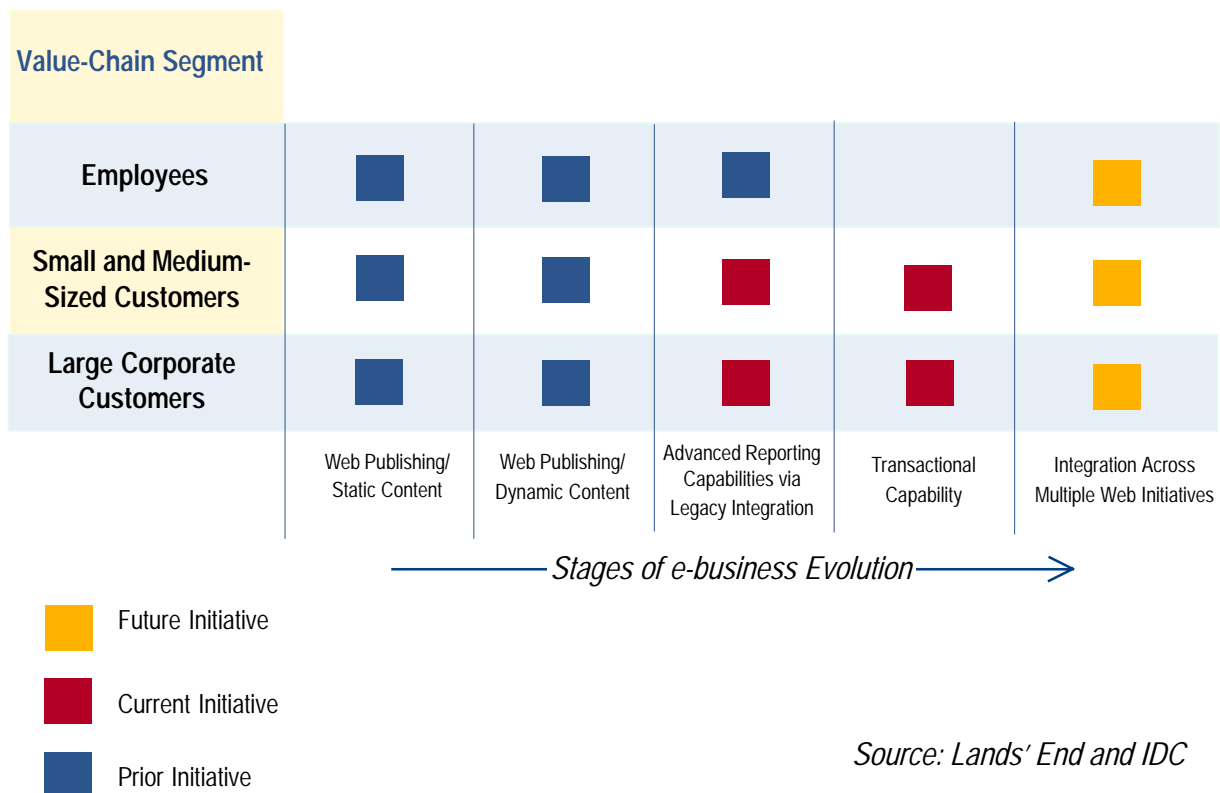 Value-Chain Segment
Employees
Small and Medium-
Sized Customers
Large Corporate
Customers
Web Publishing/
Static Content
Web Publishing/
Dynamic Content
Advanced Reporting
Capabilities via
Legacy Integration
Transactional
Capability
Integration Across
Multiple Web Initiatives
Stages of e-business Evolution
Future Initiative
Current Initiative
Prior Initiative
Source: Lands' End and IDC